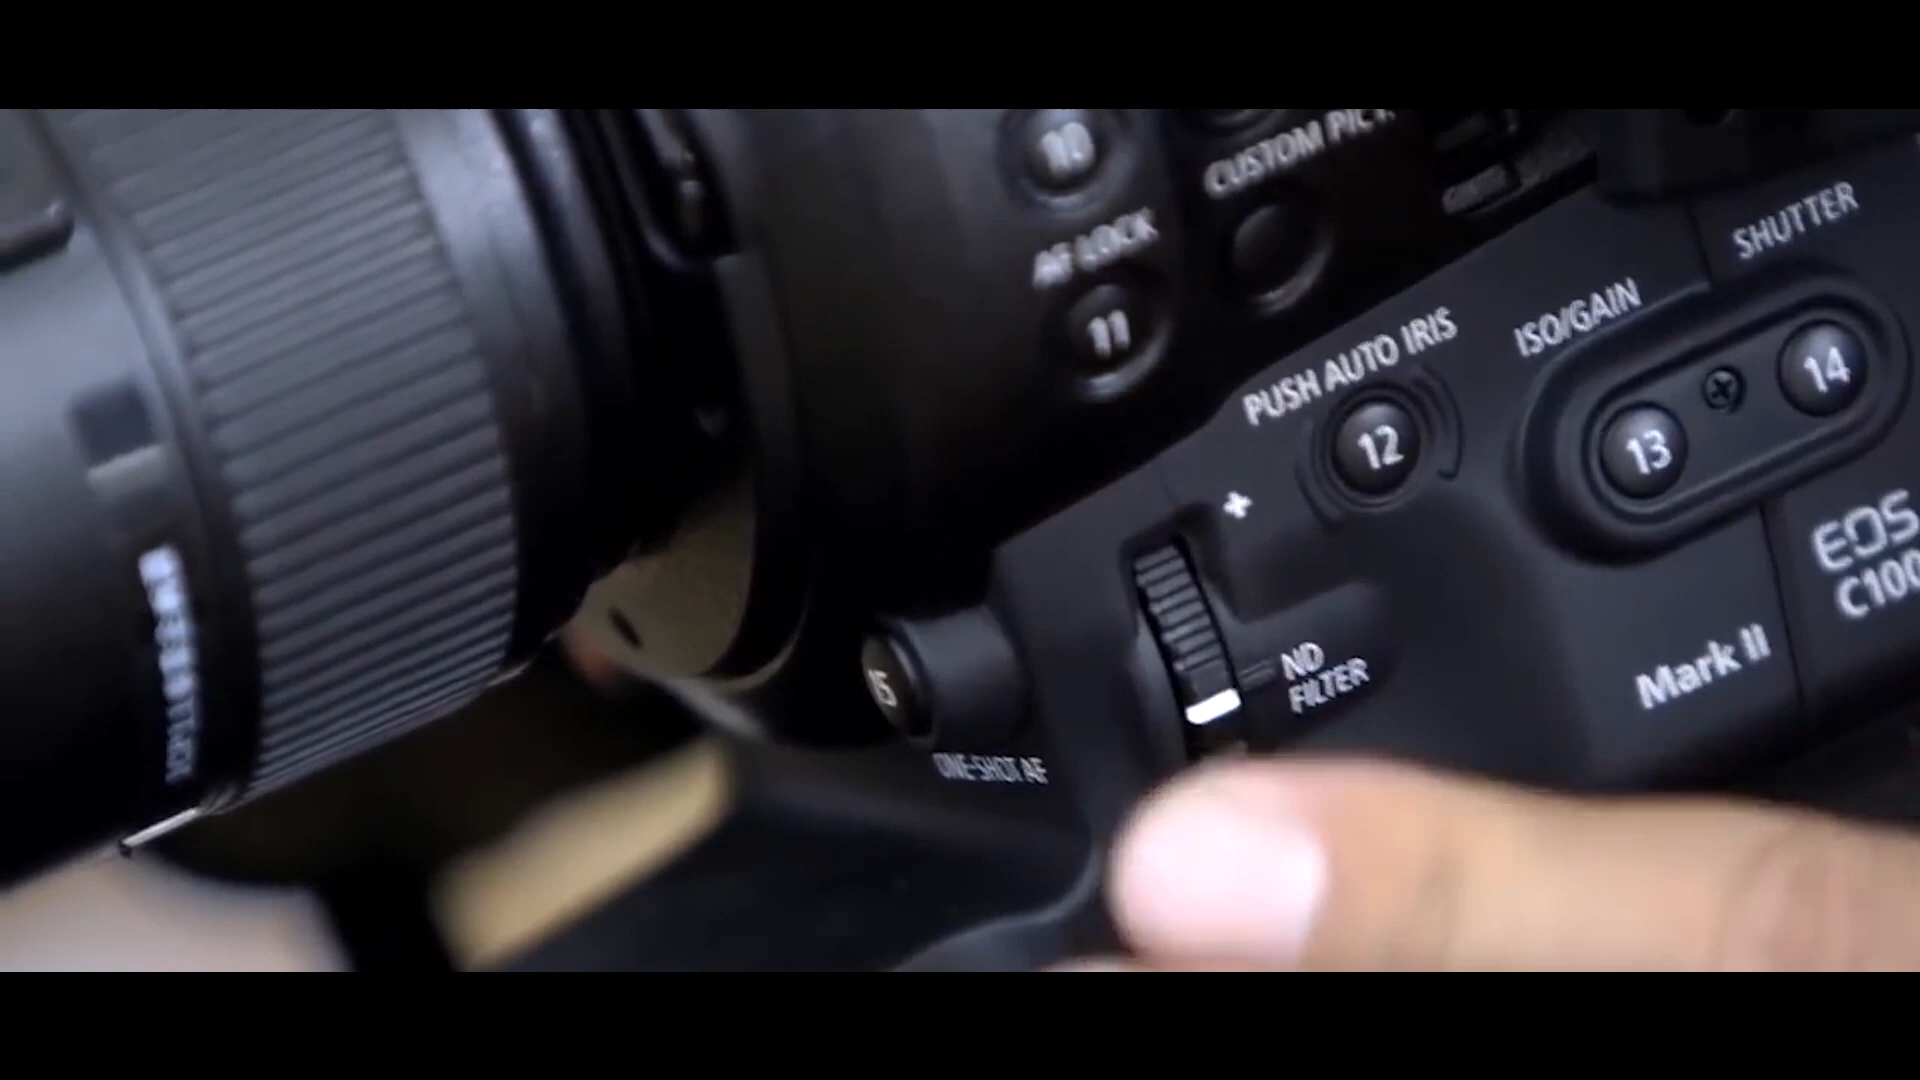 10
CUSTOM PICT
AF LOCK
11
SHUTTER
ISO/GAIN
14
13
PUSH AUTO IRIS
12
+
EOS
C100
Mark II
ND
FILTER
15
ONE-SHOT AF